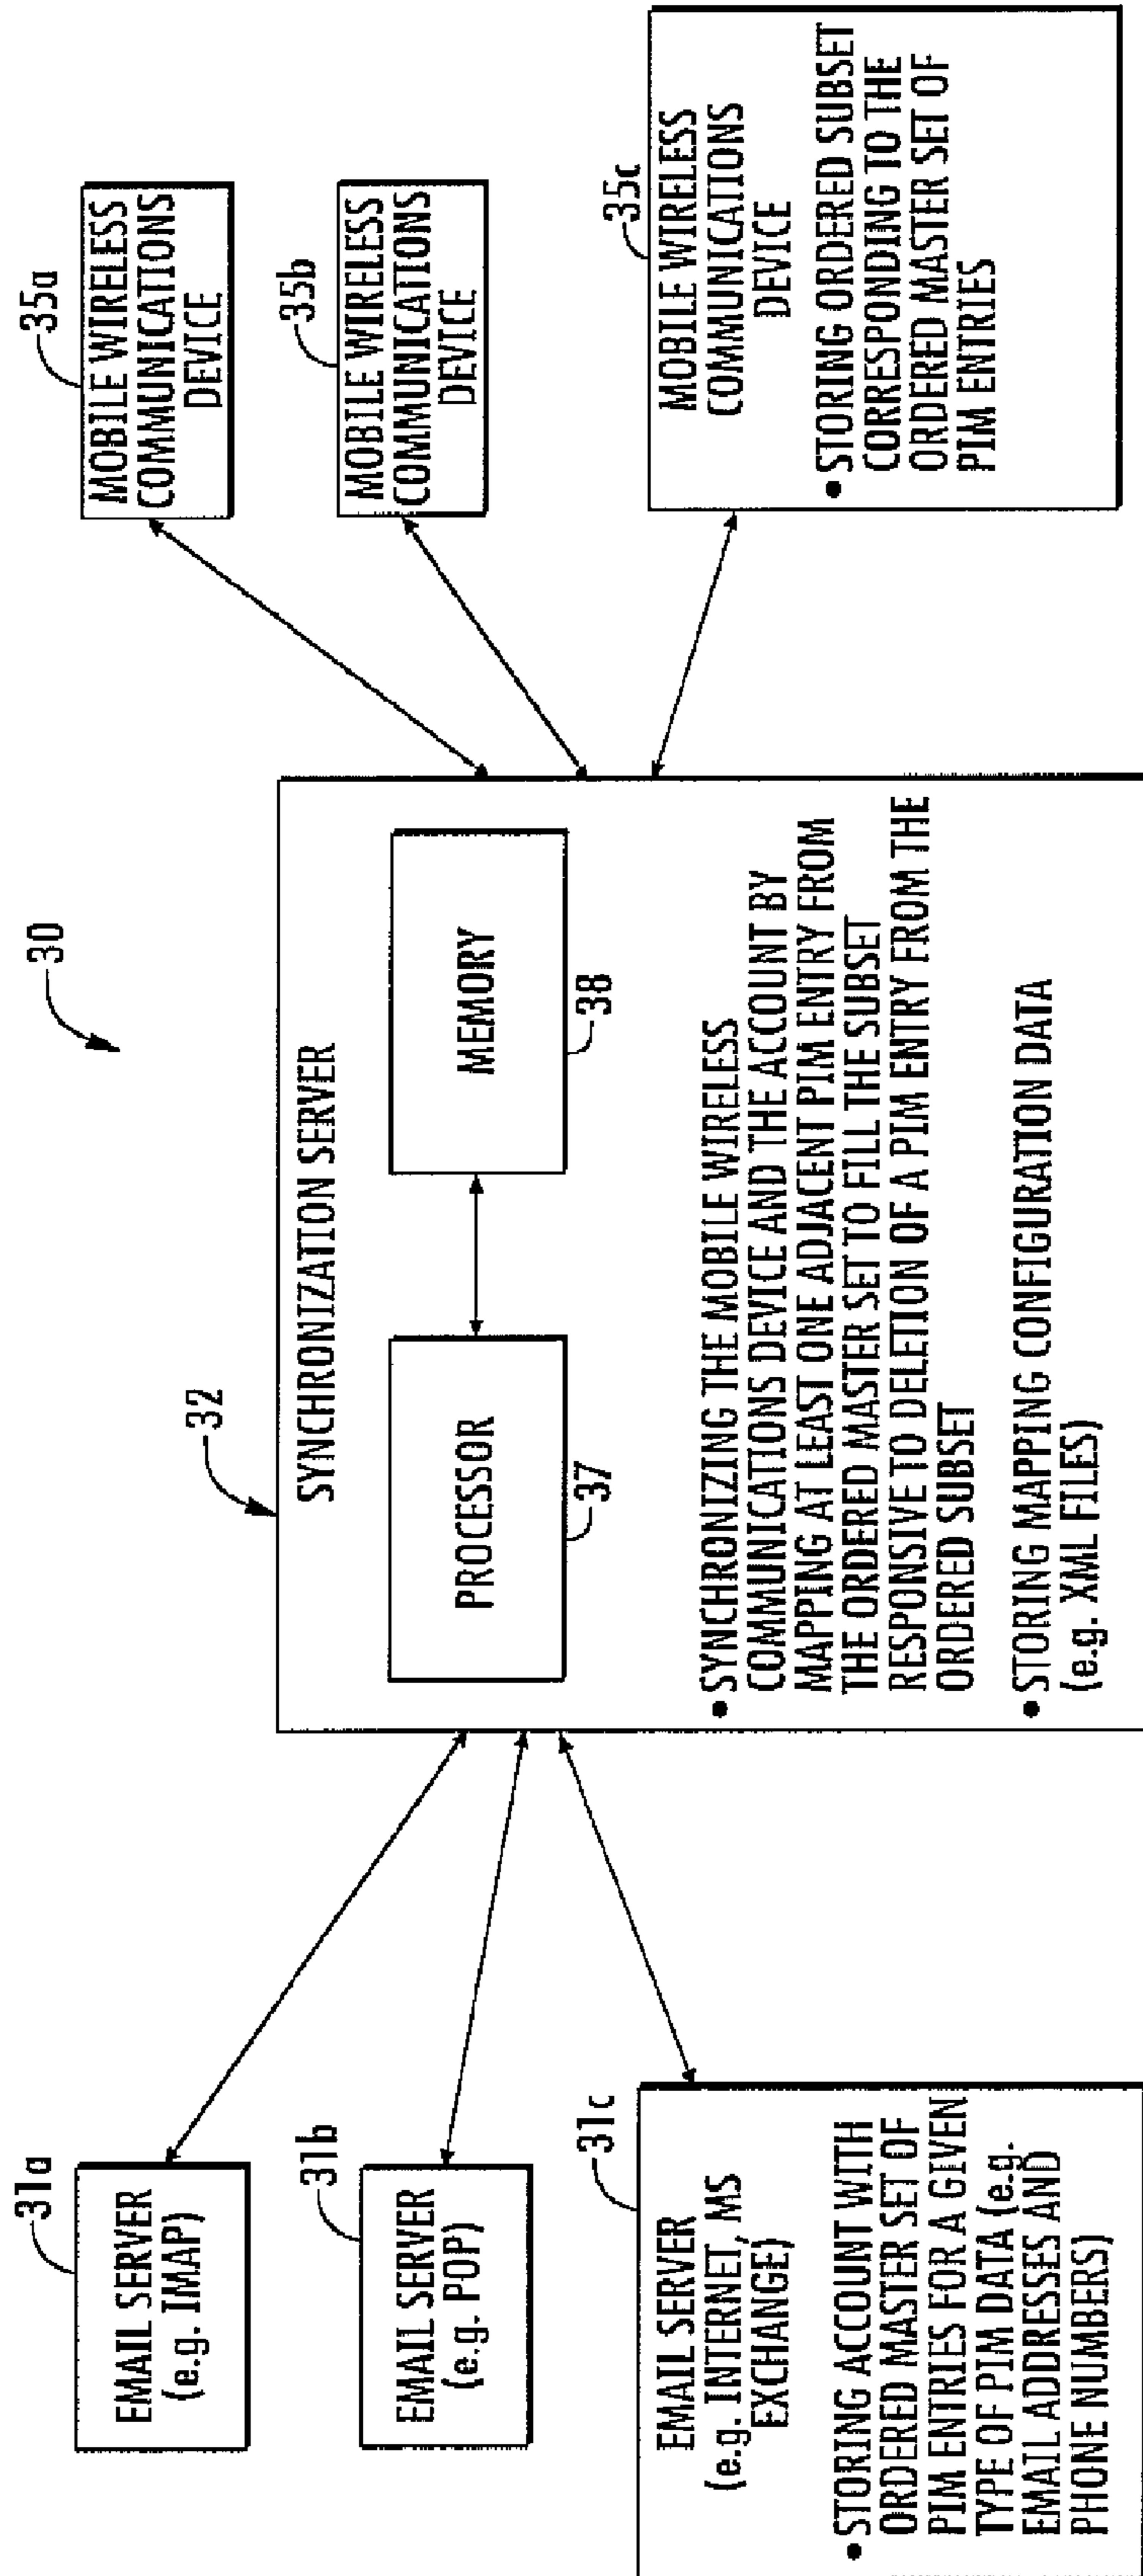 30
31a
EMAIL SERVER
(e.g. IMAP)
31b
EMAIL SERVER
(e.g. POP)
31c
EMAIL SERVER
(e.g. INTERNET, MS
EXCHANGE)
• STORING ACCOUNT WITH
ORDERED MASTER SET OF
PIM ENTRIES FOR A GIVEN
TYPE OF PIM DATA (e.g.
EMAIL ADDRESSES AND
PHONE NUMBERS)
32
SYNCHRONIZATION SERVER
PROCESSOR
37
MEMORY
38
• SYNCHRONIZING THE MOBILE WIRELESS
COMMUNICATIONS DEVICE AND THE ACCOUNT BY
MAPPING AT LEAST ONE ADJACENT PIM ENTRY FROM
THE ORDERED MASTER SET TO FILL THE SUBSET
RESPONSIVE TO DELETION OF A PIM ENTRY FROM THE
ORDERED SUBSET
• STORING MAPPING CONFIGURATION DATA
(e.g. XML FILES)
35a
MOBILE WIRELESS
COMMUNICATIONS
DEVICE
35b
MOBILE WIRELESS
COMMUNICATIONS
DEVICE
35c
MOBILE WIRELESS
COMMUNICATIONS
DEVICE
• STORING ORDERED SUBSET
CORRESPONDING TO THE
ORDERED MASTER SET OF
PIM ENTRIES